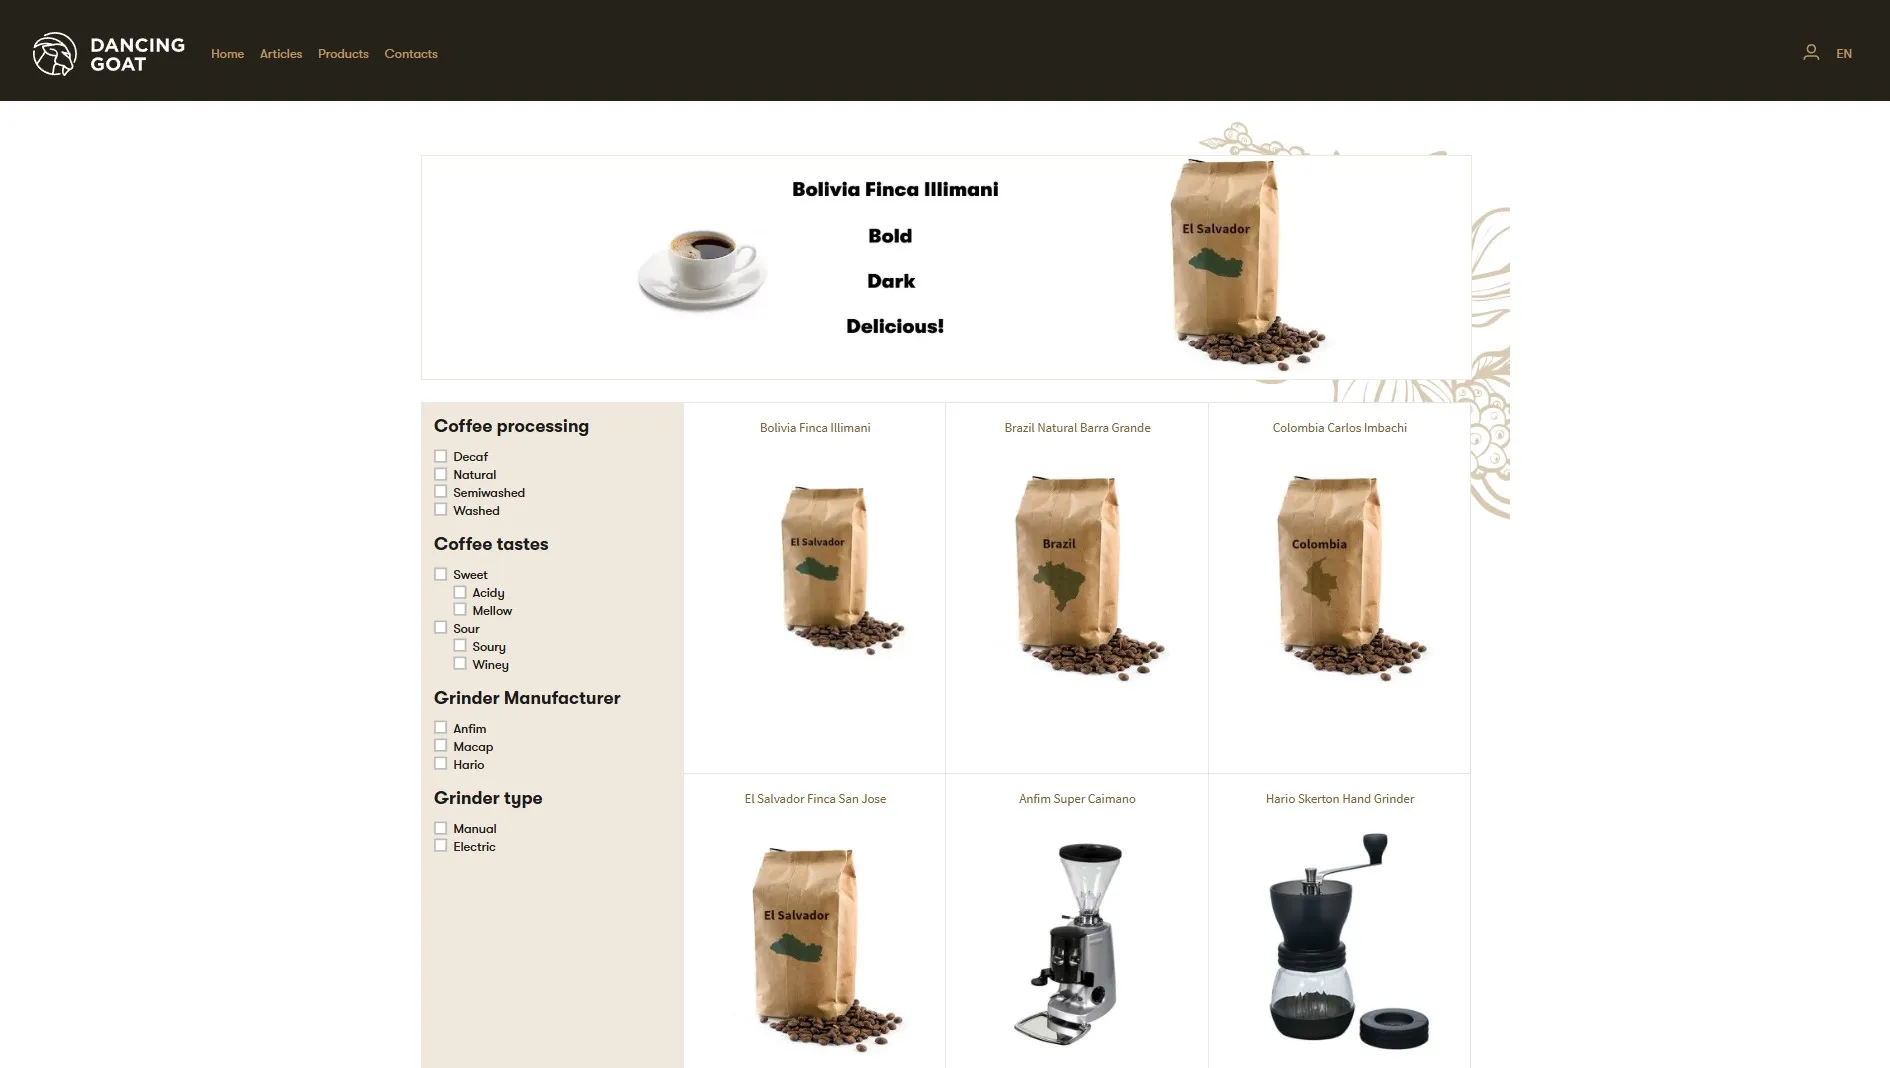 DANCING
GOAT
Home Articles Products Contacts
EN
Bolivia Finca Illimani
Bold
Dark
Delicious!
El Salvador
Coffee processing
Decaf
Natural
Semiwashed
Washed
Coffee tastes
Sweet
Acidy
Mellow
Sour
Soury
Winey
Grinder Manufacturer
Anfim
Macap
Hario
Grinder type
Manual
Electric
Bolivia Finca Illimani
El Salvador
Brazil Natural Barra Grande
Brazil
Colombia Carlos Imbachi
Colombia
El Salvador Finca San Jose
El Salvador
Anfim Super Caimano
Hario Skerton Hand Grinder